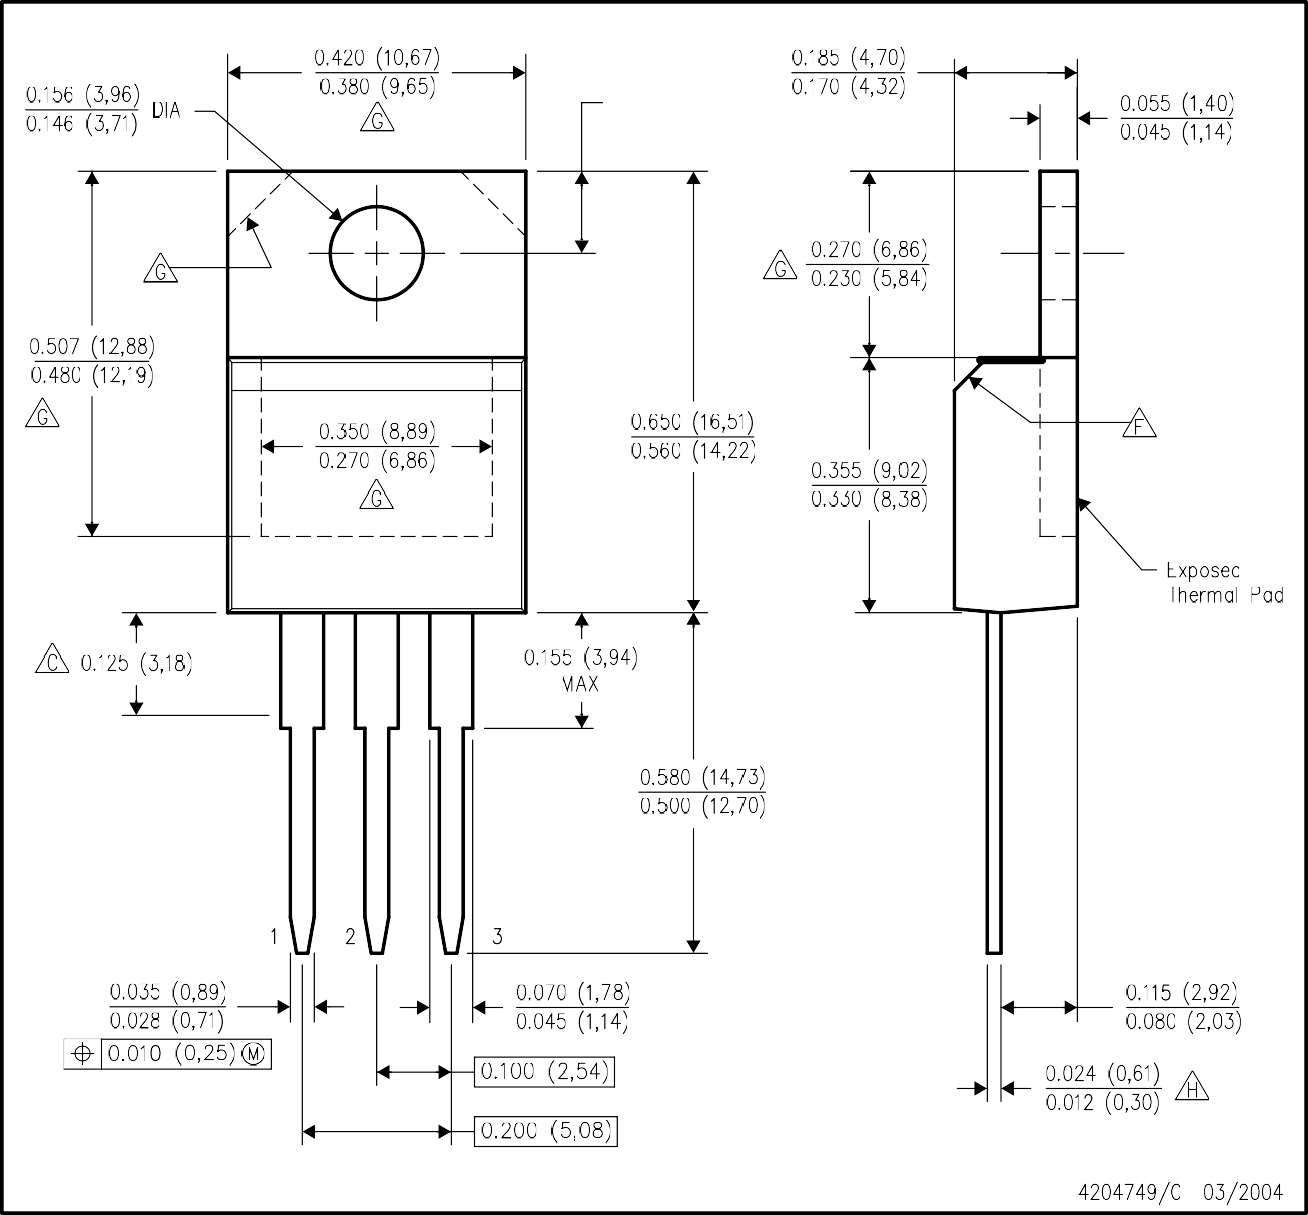 0.420 (10,67)
0.380 (9,65)
G
0.156 (3,96)
0.146 (3,71)
DIA
0.185 (4,70)
0.170 (4,32)
0.055 (1,40)
0.045 (1,14)
G
0.270 (6,86)
0.230 (5,84)
G
0.507 (12,88)
0.480 (12,19)
G
0.350 (8,89)
0.270 (6,86)
G
0.650 (16,51)
0.560 (14,22)
F
0.355 (9,02)
0.330 (8,38)
Exposed
Thermal Pad
C 0.125 (3,18)
0.155 (3,94)
MAX
0.580 (14,73)
0.500 (12,70)
1 2 3
0.035 (0,89)
0.028 (0,71)
⌖ 0.010 (0,25) Ⓜ
0.070 (1,78)
0.045 (1,14)
0.100 (2,54)
0.200 (5,08)
0.115 (2,92)
0.080 (2,03)
0.024 (0,61)
0.012 (0,30)
H
4204749/C 03/2004